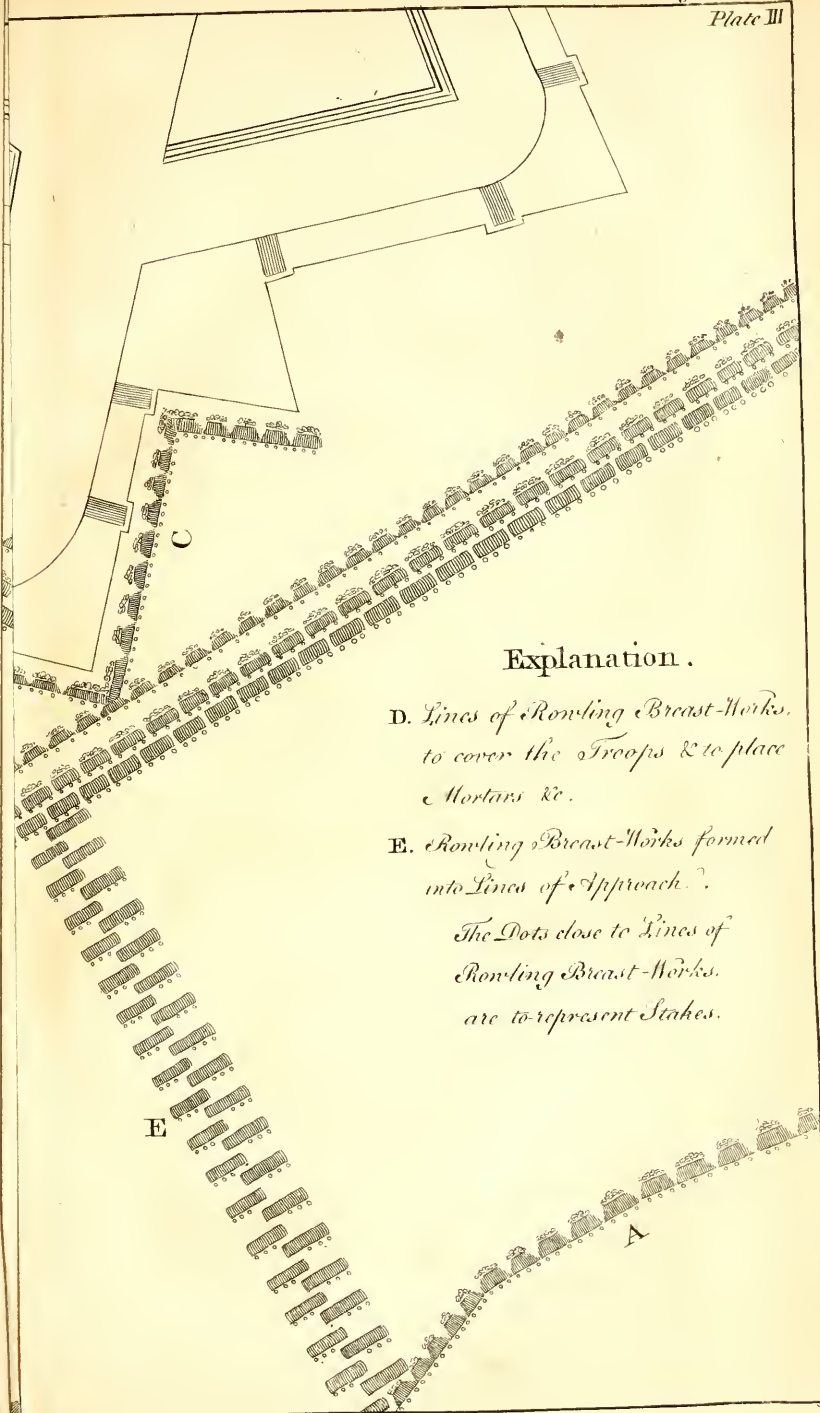 Plate III
C
Explanation.
D. Lines of Rowling Breast-Works,
to cover the Troops & to place
Mortars &c.
E. Rowling Breast-Works formed
into Lines of Approach.
The Dots close to Lines of
Rowling Breast-Works.
are to represent Stakes.
E
A